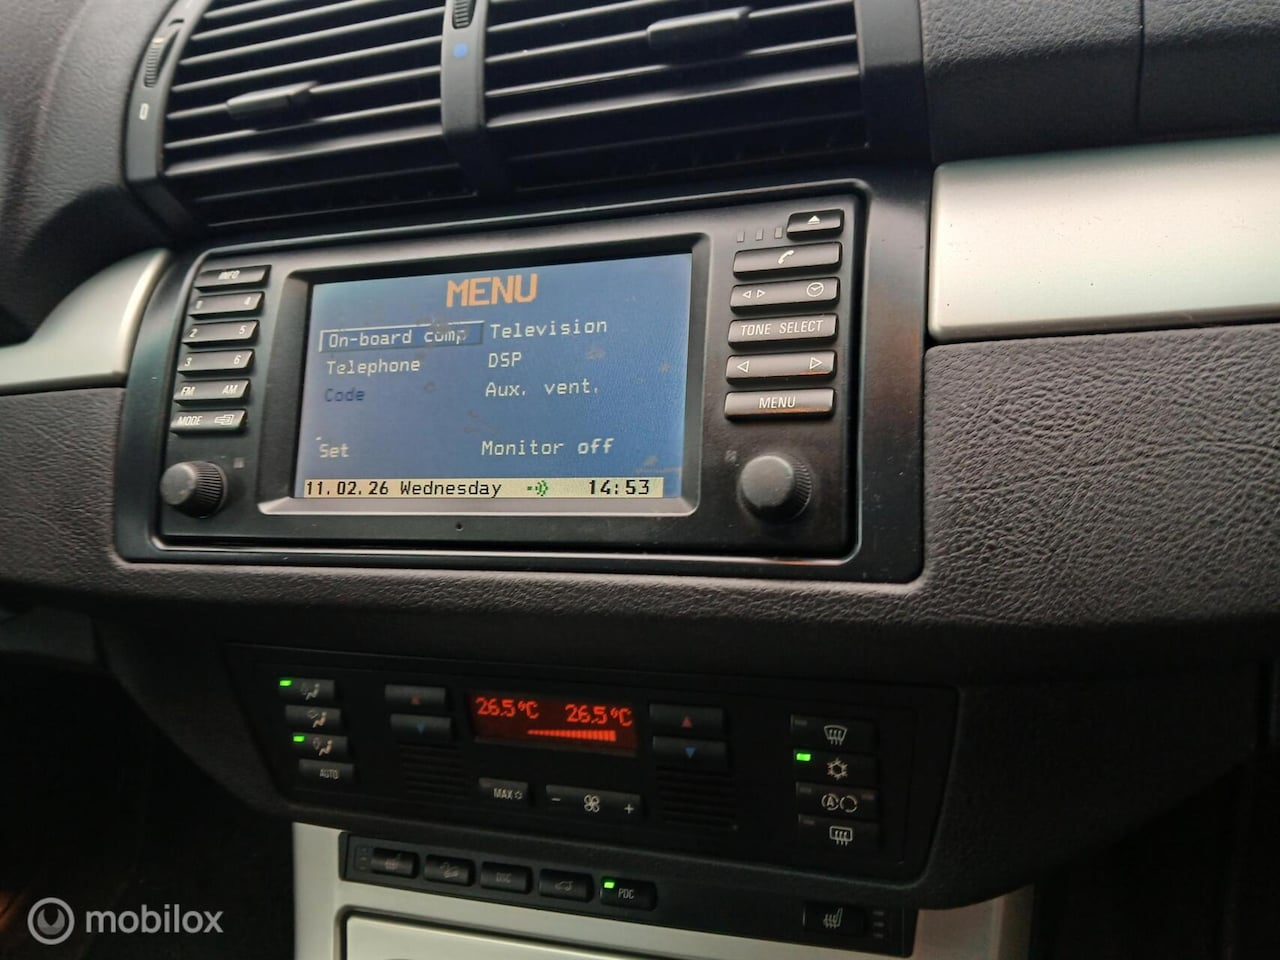 0
INFO
1 4
2 5
3 6
FM AM
MODE
MENU
On-board comp Television
Telephone DSP
Code Aux. vent.
Set Monitor off
11.02.26 Wednesday 14:53
TONE SELECT
MENU
26.5°C 26.5°C
AUTO
MAX
- +
A
DSC
PDC
mobilox